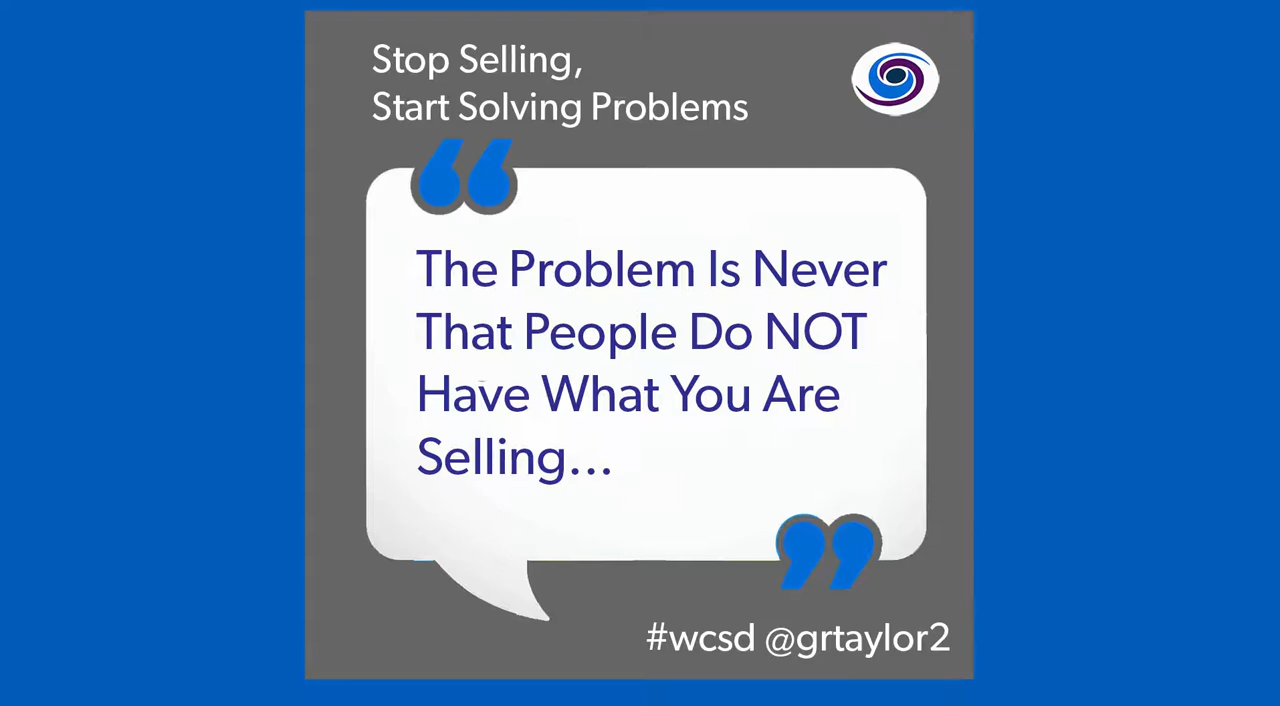 Stop Selling,
Start Solving Problems
“
The Problem Is Never
That People Do NOT
Have What You Are
Selling...
”
#wcsd @grtaylor2